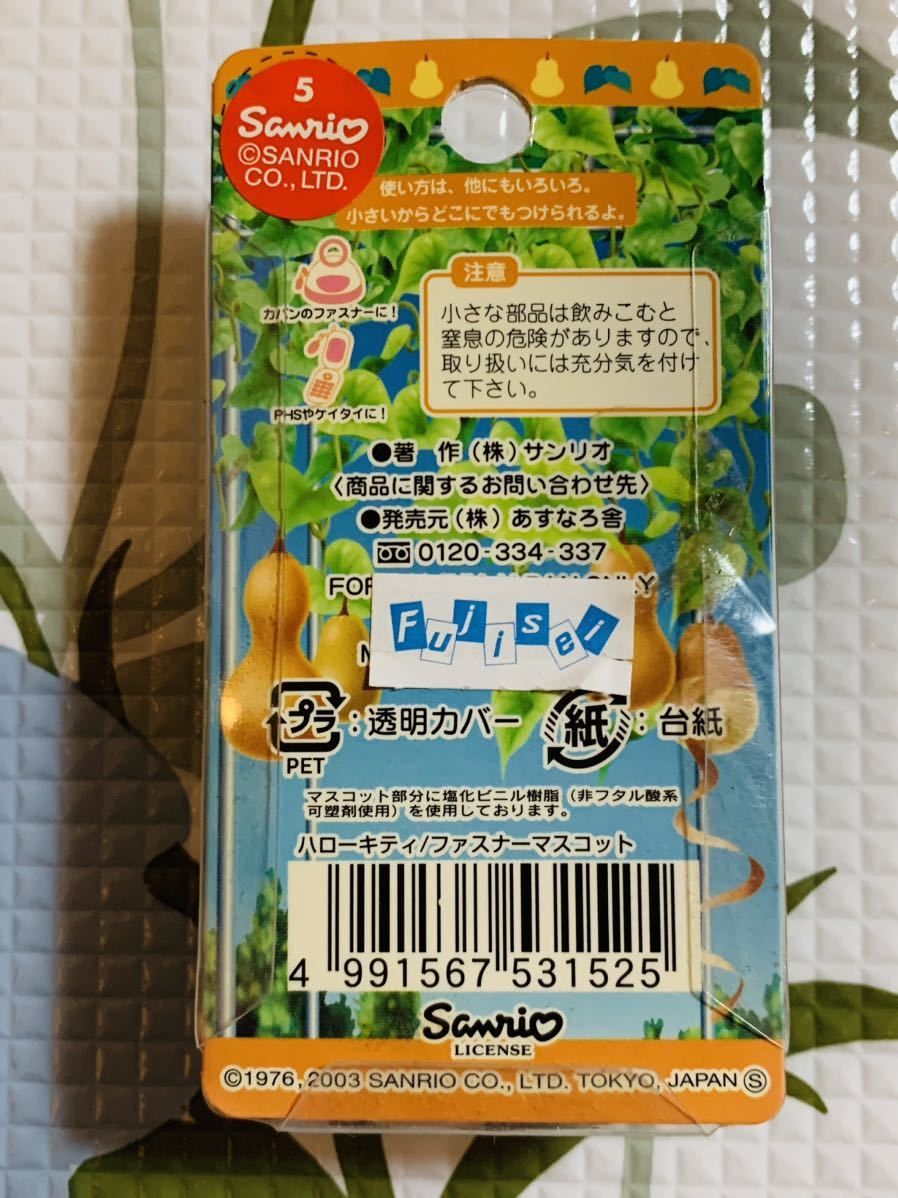 5
Sanrio
©SANRIO
CO., LTD.
使い方は、他にもいろいろ。
小さいからどこにでもつけられるよ。
カバンのファスナーに!
PHSやケイタイに!
注意
小さな部品は飲みこむと
窒息の危険がありますので、
取り扱いには充分気を付け
て下さい。
●著 作(株)サンリオ
〈商品に関するお問い合わせ先〉
●発売元(株)あすなろ舎
0120-334-337
FOR ONLY
Fujisei
プラ:透明カバー
PET
紙:台紙
マスコット部分に塩化ビニル樹脂(非フタル酸系
可塑剤使用)を使用しております。
ハローキティ/ファスナーマスコット
4 991567 531525
Sanrio
LICENSE
©1976, 2003 SANRIO CO., LTD. TOKYO, JAPAN Ⓢ